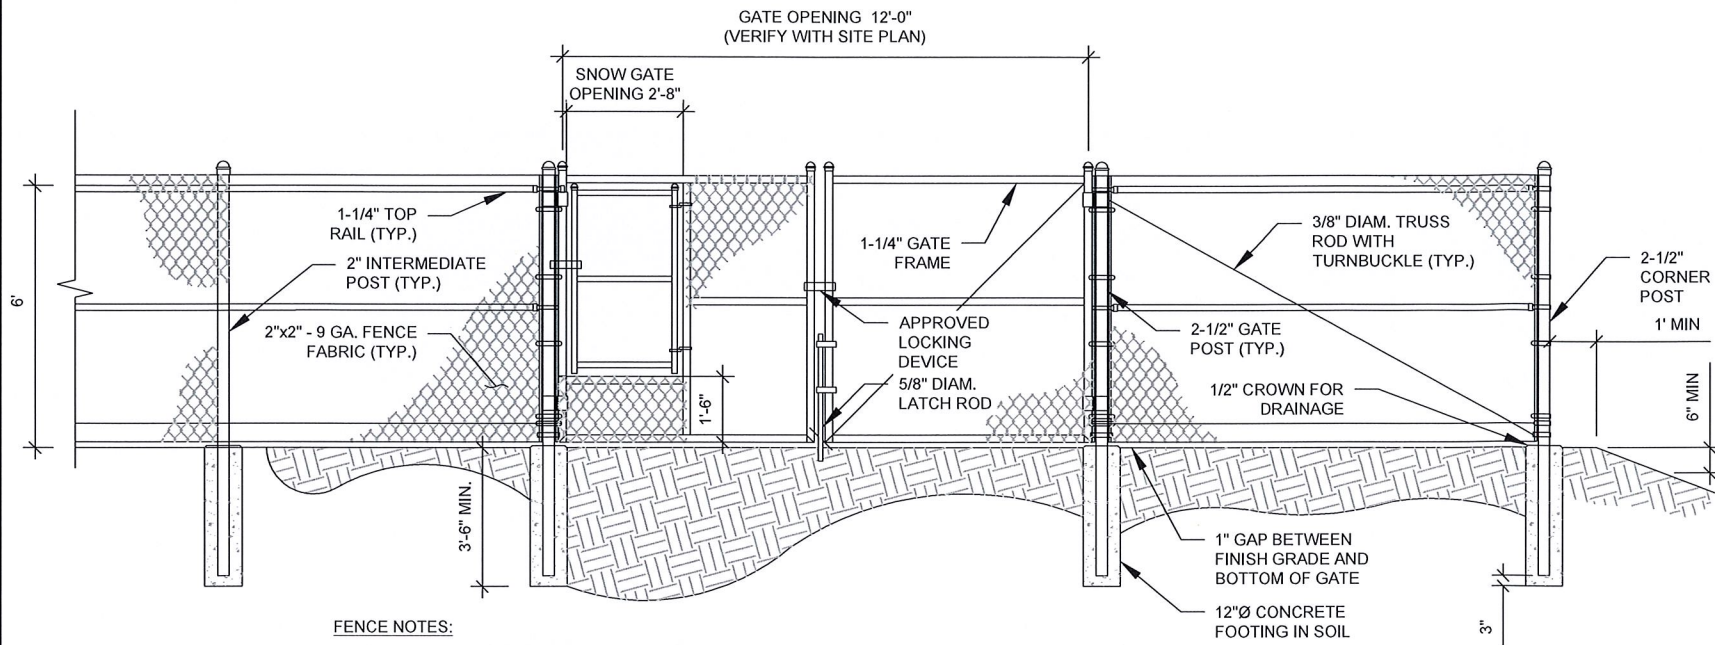 GATE OPENING 12'-0"
(VERIFY WITH SITE PLAN)
SNOW GATE
OPENING 2'-8"
1-1/4" TOP
RAIL (TYP.)
2" INTERMEDIATE
POST (TYP.)
2"x2" - 9 GA. FENCE
FABRIC (TYP.)
6'
1-1/4" GATE
FRAME
APPROVED
LOCKING
DEVICE
5/8" DIAM.
LATCH ROD
1'-6"
3/8" DIAM. TRUSS
ROD WITH
TURNBUCKLE (TYP.)
2-1/2" GATE
POST (TYP.)
1/2" CROWN FOR
DRAINAGE
2-1/2"
CORNER
POST
1' MIN
6" MIN
3'-6" MIN.
1" GAP BETWEEN
FINISH GRADE AND
BOTTOM OF GATE
12"Ø CONCRETE
FOOTING IN SOIL
3"
FENCE NOTES: